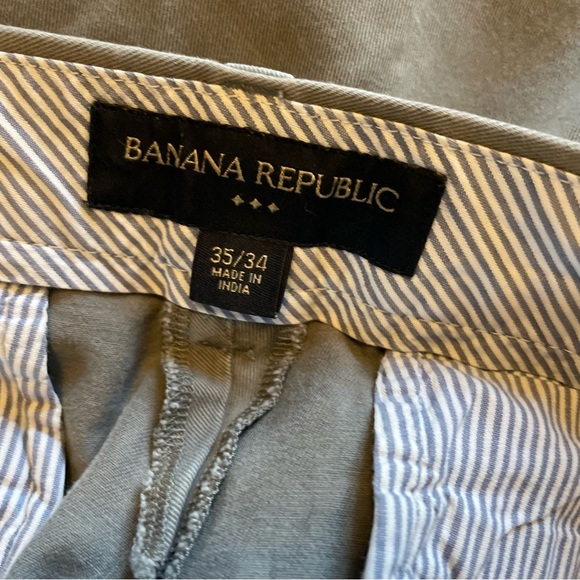 BANANA REPUBLIC
35/34
MADE IN
INDIA